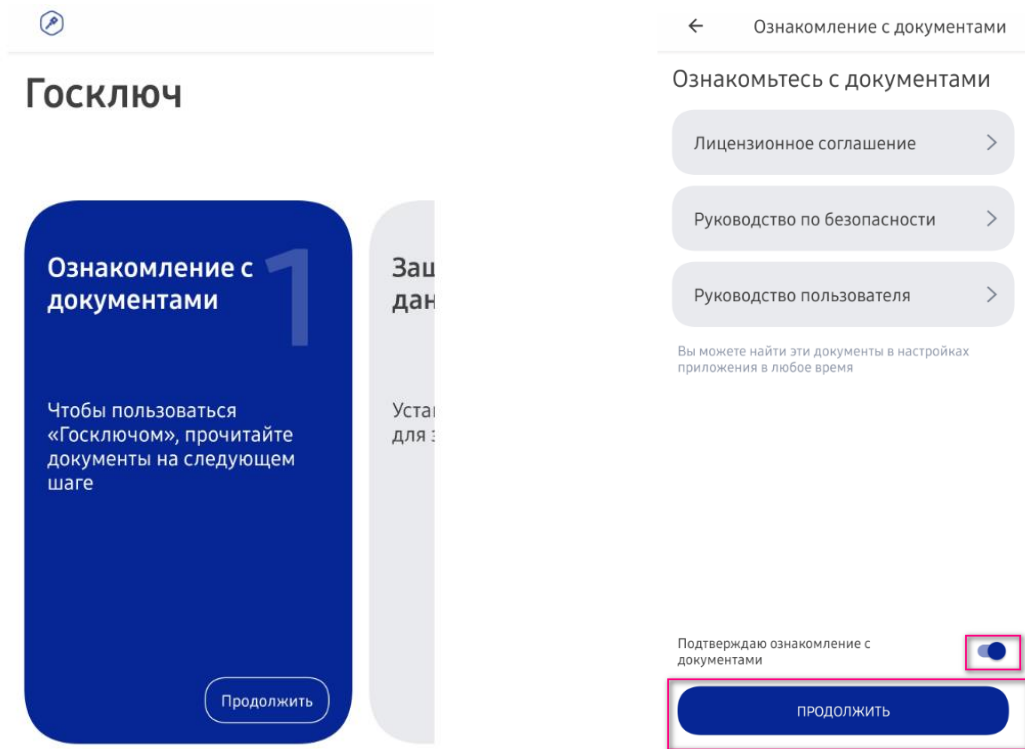 Госключ
Ознакомление с
документами
1
Чтобы пользоваться
«Госключом», прочитайте
документы на следующем
шаге
Продолжить
Ознакомление с документами
Ознакомьтесь с документами
Лицензионное соглашение
Руководство по безопасности
Руководство пользователя
Вы можете найти эти документы в настройках
приложения в любое время
Подтверждаю ознакомление с
документами
ПРОДОЛЖИТЬ